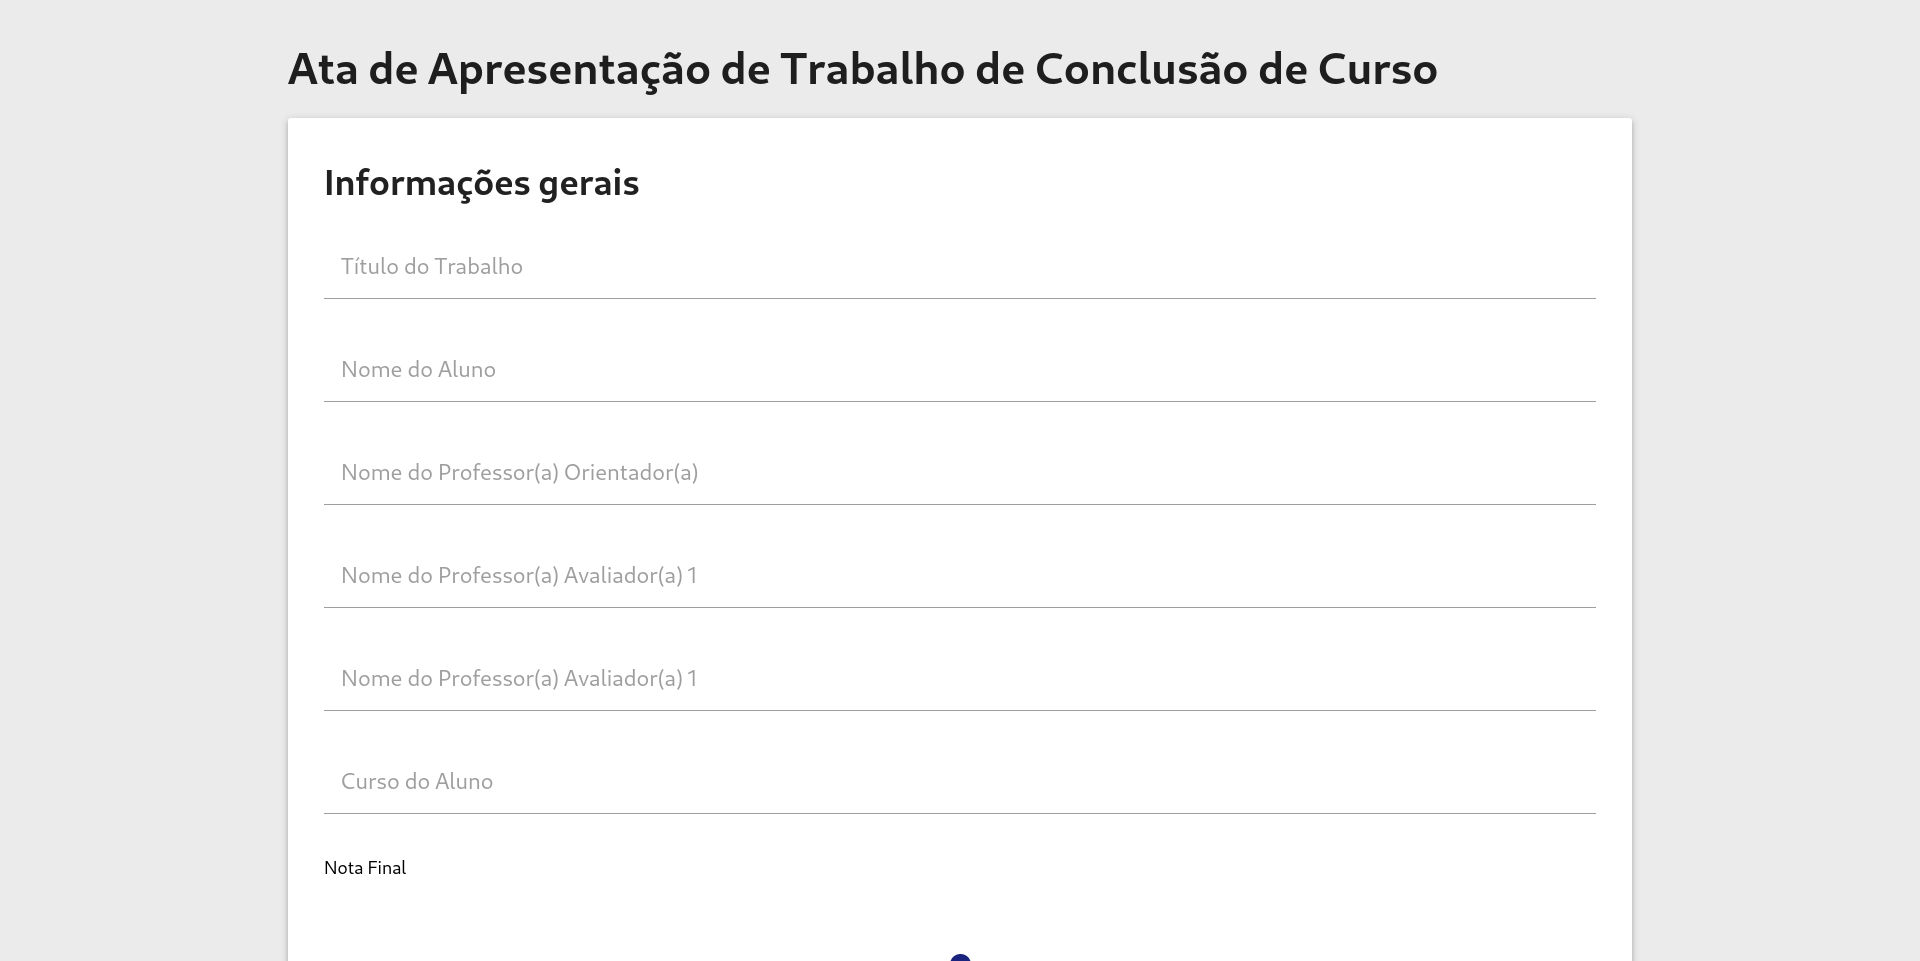 Ata de Apresentação de Trabalho de Conclusão de Curso
Informações gerais
Título do Trabalho
Nome do Aluno
Nome do Professor(a) Orientador(a)
Nome do Professor(a) Avaliador(a) 1
Nome do Professor(a) Avaliador(a) 1
Curso do Aluno
Nota Final